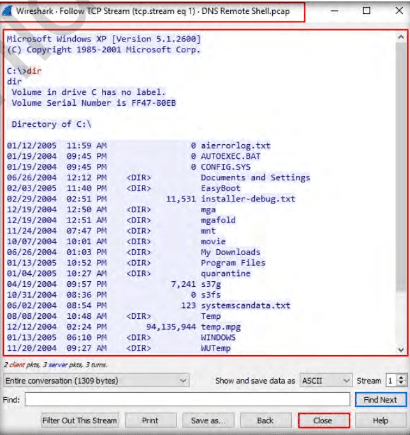 Wireshark · Follow TCP Stream (tcp.stream eq 1) · DNS Remote Shell.pcap
Microsoft Windows XP [Version 5.1.2600]
(C) Copyright 1985-2001 Microsoft Corp.
C:\>dir
dir
Volume in drive C has no label.
Volume Serial Number is FF47-B0EB
Directory of C:\
01/12/2005 11:59 AM 0 aierrorlog.txt
01/19/2004 09:45 PM 0 AUTOEXEC.BAT
01/19/2004 09:45 PM 0 CONFIG.SYS
06/26/2004 12:12 PM <DIR> Documents and Settings
02/03/2005 11:40 PM <DIR> EasyBoot
02/29/2004 02:51 PM 11,531 installer-debug.txt
12/19/2004 12:50 AM <DIR> mga
12/19/2004 12:51 AM <DIR> mgafold
11/24/2004 07:47 PM <DIR> mnt
10/07/2004 10:01 AM <DIR> movie
06/26/2004 01:03 PM <DIR> My Downloads
01/13/2005 10:52 PM <DIR> Program Files
01/04/2005 10:27 AM <DIR> quarantine
04/19/2004 09:57 PM 7,241 s37g
10/31/2004 08:36 PM 0 s3fs
06/02/2004 08:54 PM 123 systemscandata.txt
08/08/2004 10:48 AM <DIR> Temp
12/12/2004 02:24 PM 94,135,944 temp.mpg
01/13/2005 06:10 PM <DIR> WINDOWS
11/20/2004 09:27 AM <DIR> WUTemp
2 client pkts, 3 server pkts, 3 turns.
Entire conversation (1309 bytes) Show and save data as ASCII Stream 1
Find: Find Next
Filter Out This Stream Print Save as... Back Close Help